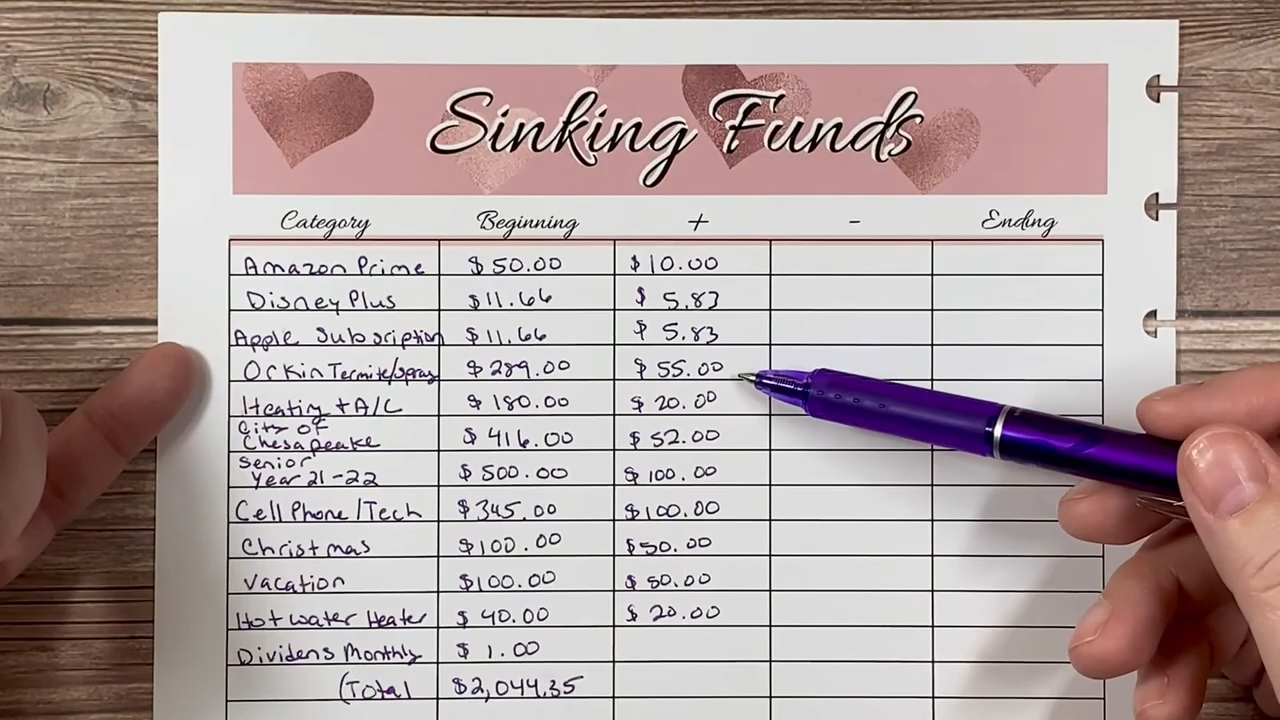 Sinking Funds
Category Beginning + - Ending
Amazon Prime $50.00 $10.00
Disney Plus $11.66 $5.83
Apple Subscription $11.66 $5.83
Orkin Termite/Spray $289.00 $55.00
Heating + A/C $180.00 $20.00
City of Chesapeake $416.00 $52.00
Senior Year 21-22 $500.00 $100.00
Cell Phone/Tech $345.00 $100.00
Christmas $100.00 $50.00
Vacation $100.00 $50.00
Hot water Heater $40.00 $20.00
Dividens Monthly $1.00
(Total $2,044.35